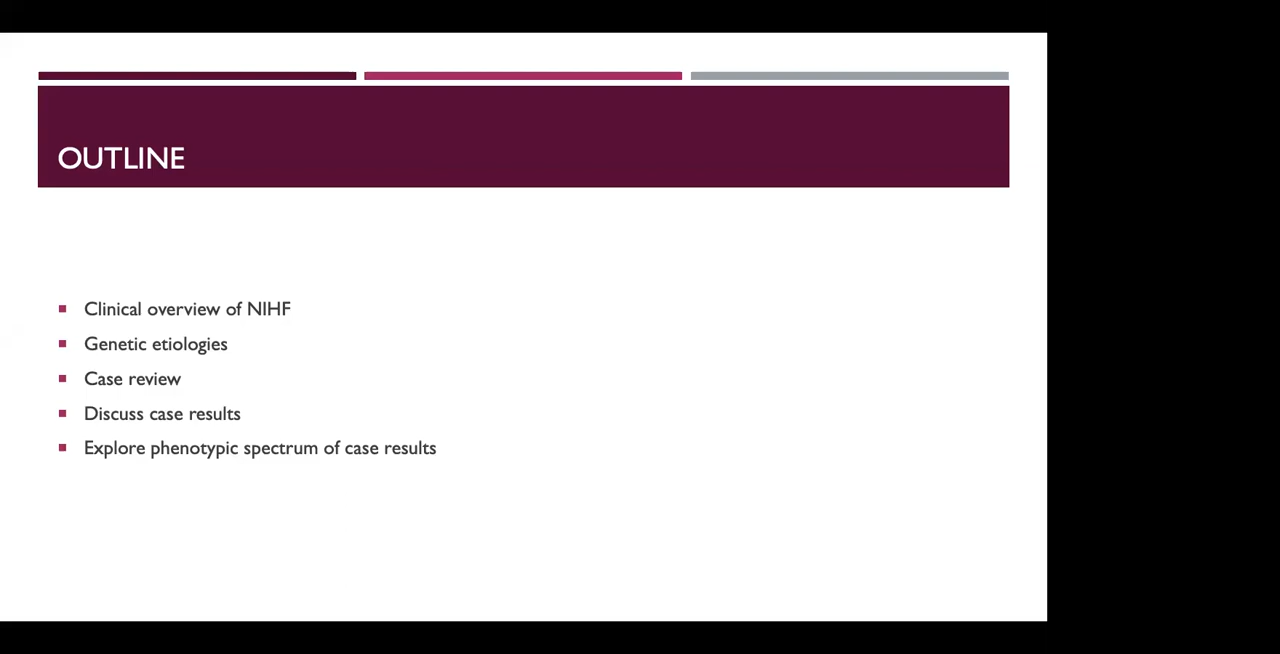 OUTLINE
Clinical overview of NIHF
Genetic etiologies
Case review
Discuss case results
Explore phenotypic spectrum of case results